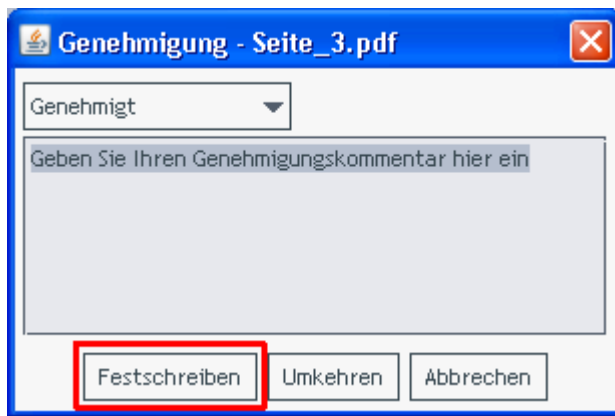 Genehmigung - Seite_3.pdf
Genehmigt
Geben Sie Ihren Genehmigungskommentar hier ein
Festschreiben Umkehren Abbrechen